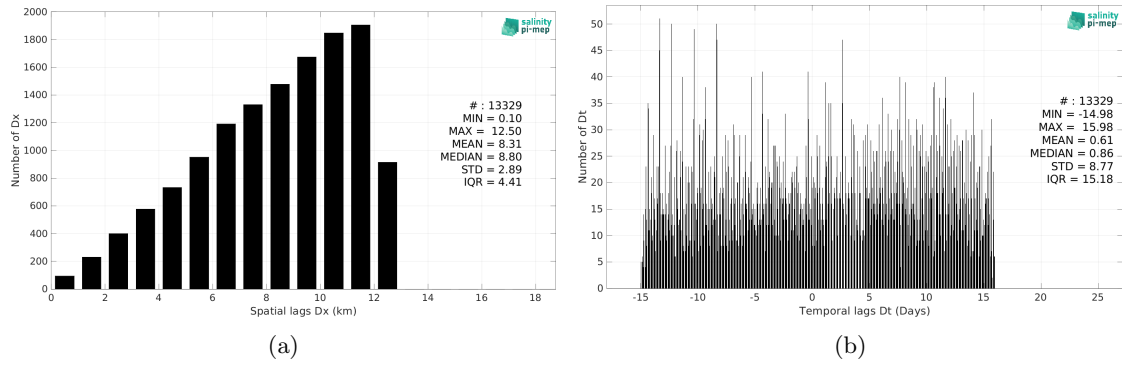 2000
1800
1600
1400
1200
1000
800
600
400
200
0
Number of Dx
salinity
pi-mep
# : 13329
MIN = 0.10
MAX = 12.50
MEAN = 8.31
MEDIAN = 8.80
STD = 2.89
IQR = 4.41
0 2 4 6 8 10 12 14 16 18
Spatial lags Dx (km)
(a)
50
45
40
35
30
25
20
15
10
5
0
Number of Dt
salinity
pi-mep
# : 13329
MIN = -14.98
MAX = 15.98
MEAN = 0.61
MEDIAN = 0.86
STD = 8.77
IQR = 15.18
-15 -10 -5 0 5 10 15 20 25
Temporal lags Dt (Days)
(b)